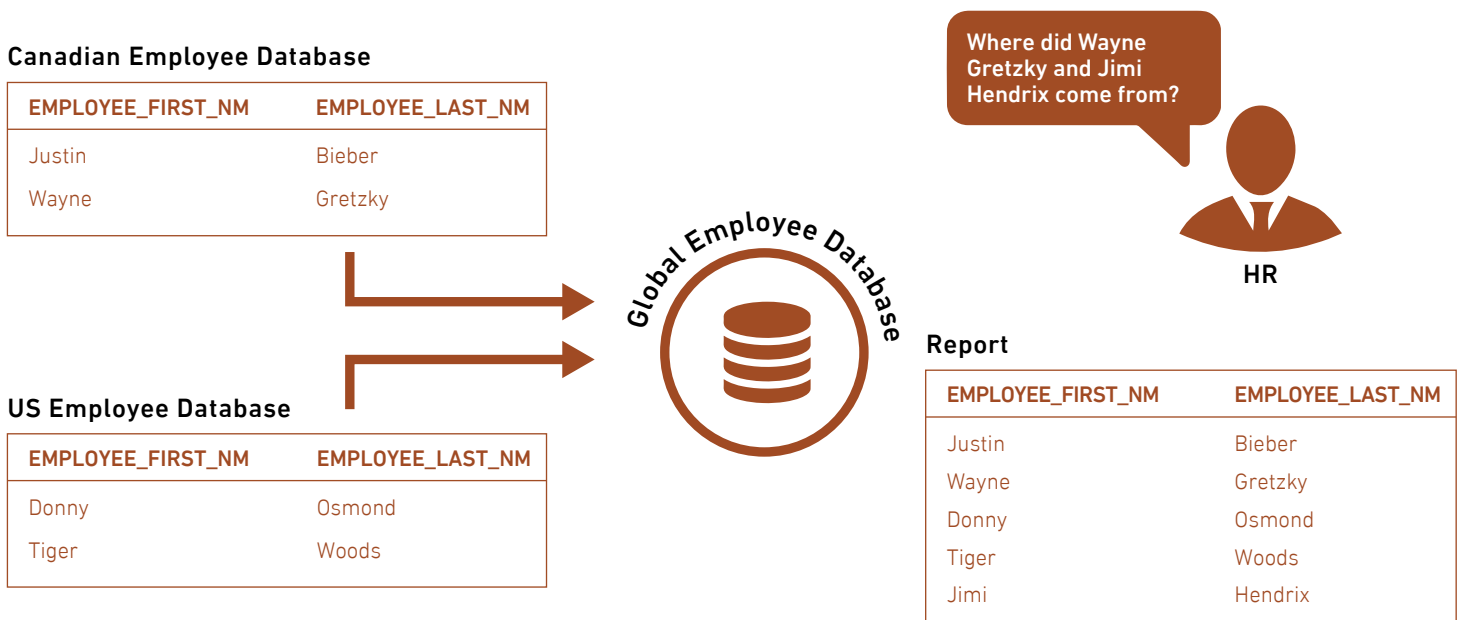 Canadian Employee Database
EMPLOYEE_FIRST_NM EMPLOYEE_LAST_NM
Justin Bieber
Wayne Gretzky
US Employee Database
EMPLOYEE_FIRST_NM EMPLOYEE_LAST_NM
Donny Osmond
Tiger Woods
Global Employee Database
Where did Wayne
Gretzky and Jimi
Hendrix come from?
HR
Report
EMPLOYEE_FIRST_NM EMPLOYEE_LAST_NM
Justin Bieber
Wayne Gretzky
Donny Osmond
Tiger Woods
Jimi Hendrix